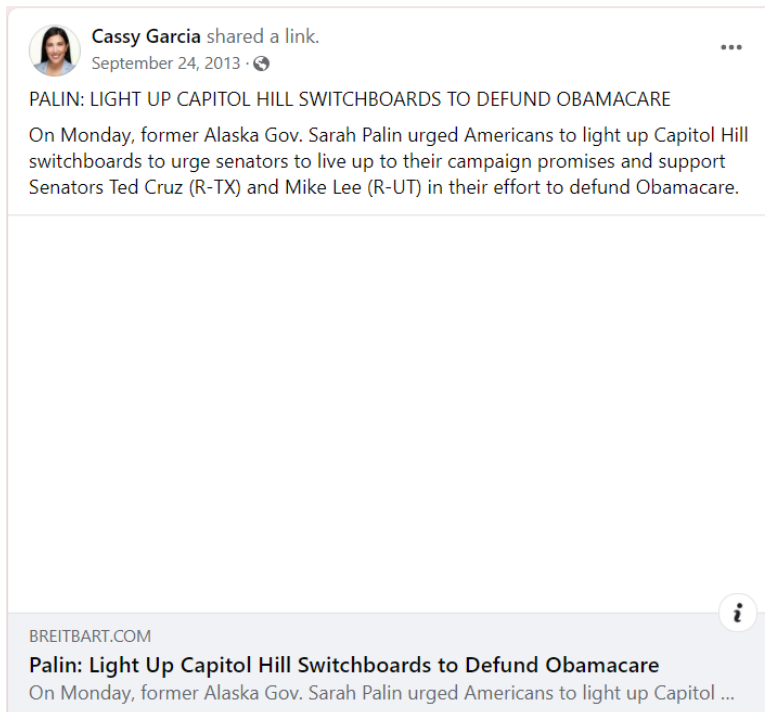 Cassy Garcia shared a link.
September 24, 2013 ·
PALIN: LIGHT UP CAPITOL HILL SWITCHBOARDS TO DEFUND OBAMACARE
On Monday, former Alaska Gov. Sarah Palin urged Americans to light up Capitol Hill
switchboards to urge senators to live up to their campaign promises and support
Senators Ted Cruz (R-TX) and Mike Lee (R-UT) in their effort to defund Obamacare.
BREITBART.COM
Palin: Light Up Capitol Hill Switchboards to Defund Obamacare
On Monday, former Alaska Gov. Sarah Palin urged Americans to light up Capitol ...